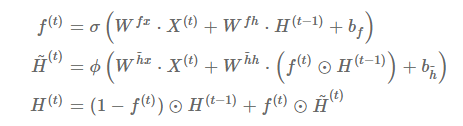 f^{(t)} = σ ( W^{fx} · X^{(t)} + W^{fh} · H^{(t-1)} + b_f )
H̃^{(t)} = ϕ ( W^{h̃x} · X^{(t)} + W^{h̃h} · ( f^{(t)} ⊙ H^{(t-1)} ) + b_{h̃} )
H^{(t)} = (1 − f^{(t)}) ⊙ H^{(t-1)} + f^{(t)} ⊙ H̃^{(t)}